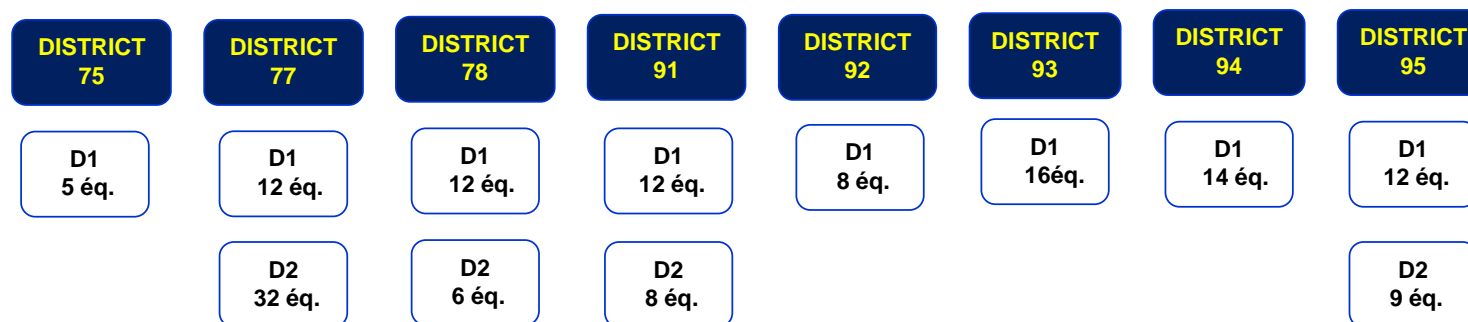 DISTRICT
75
DISTRICT
77
DISTRICT
78
DISTRICT
91
DISTRICT
92
DISTRICT
93
DISTRICT
94
DISTRICT
95
D1
5 éq.
D1
12 éq.
D1
12 éq.
D1
12 éq.
D1
8 éq.
D1
16éq.
D1
14 éq.
D1
12 éq.
D2
32 éq.
D2
6 éq.
D2
8 éq.
D2
9 éq.